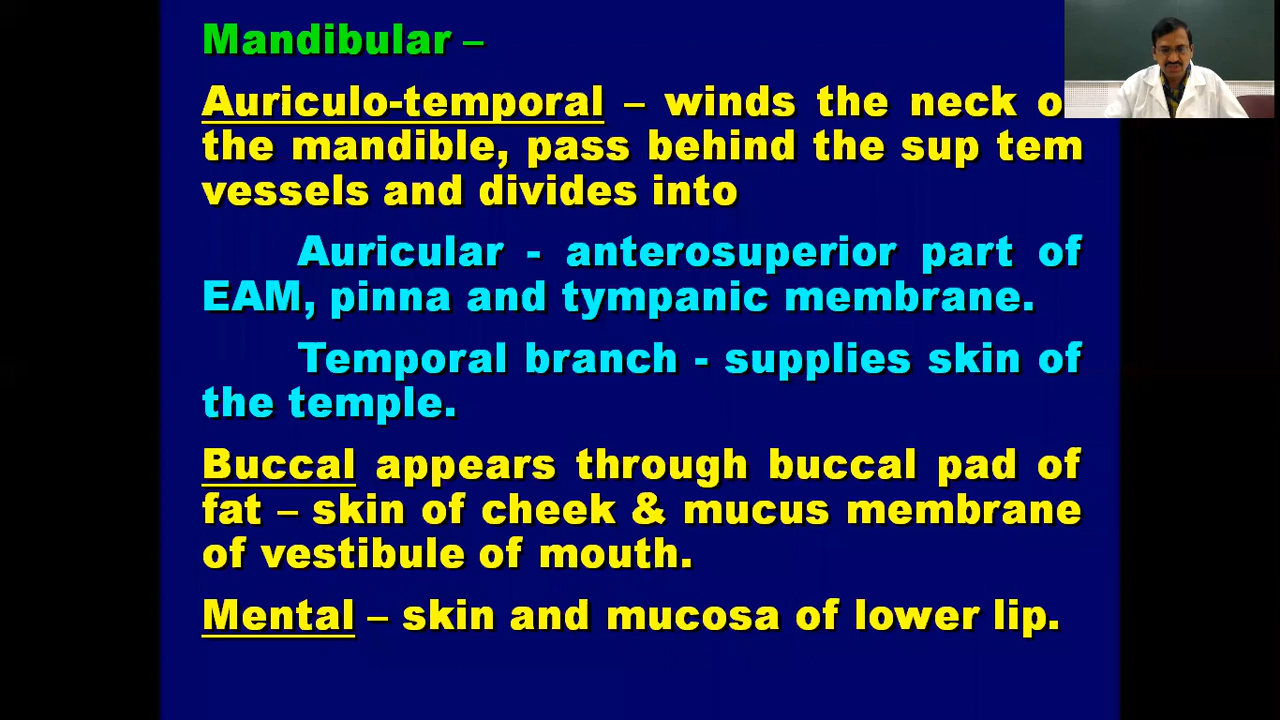 Mandibular –
Auriculo-temporal – winds the neck
the mandible, pass behind the sup tem
vessels and divides into
Auricular - anterosuperior part of
EAM, pinna and tympanic membrane.
Temporal branch - supplies skin of
the temple.
Buccal appears through buccal pad of
fat – skin of cheek & mucus membrane
of vestibule of mouth.
Mental – skin and mucosa of lower lip.